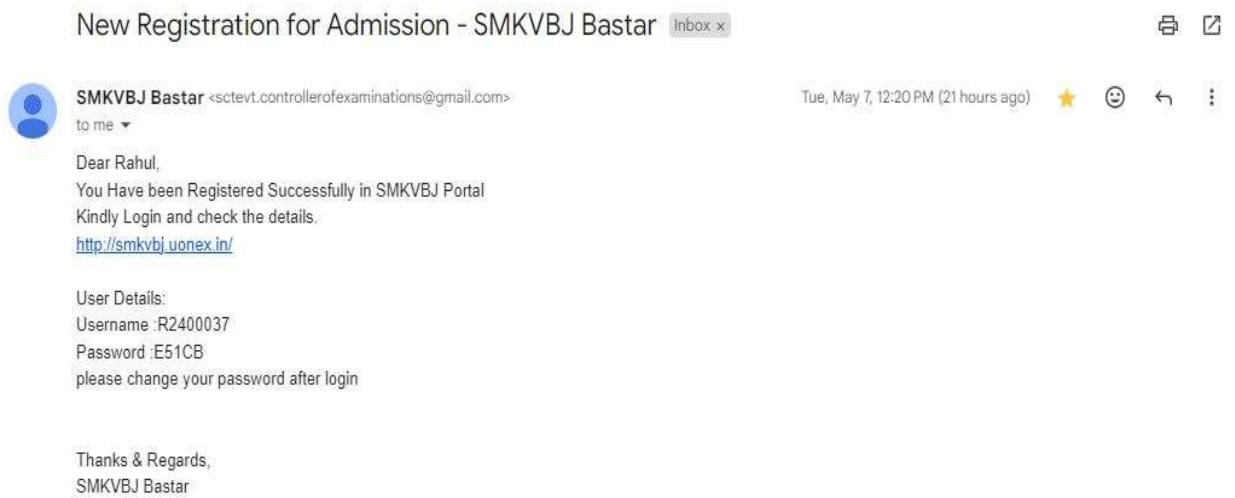 New Registration for Admission - SMKVBJ Bastar Inbox x
SMKVBJ Bastar <sctevt.controllerofexaminations@gmail.com> Tue, May 7, 12:20 PM (21 hours ago)
to me
Dear Rahul,
You Have been Registered Successfully in SMKVBJ Portal
Kindly Login and check the details.
http://smkvbj.uonex.in/
User Details:
Username :R2400037
Password :E51CB
please change your password after login
Thanks & Regards,
SMKVBJ Bastar